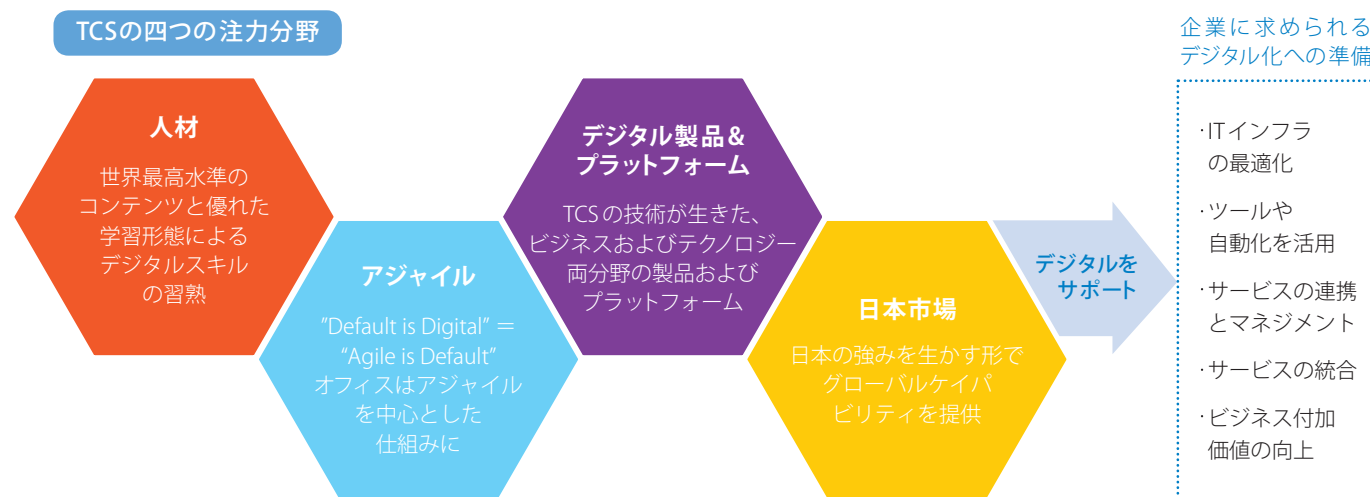 TCSの四つの注力分野
人材
世界最高水準の
コンテンツと優れた
学習形態による
デジタルスキル
の習熟
アジャイル
”Default is Digital” ＝
“Agile is Default”
オフィスはアジャイル
を中心とした
仕組みに
デジタル製品&
プラットフォーム
TCSの技術が生きた、
ビジネスおよびテクノロジー
両分野の製品および
プラットフォーム
日本市場
日本の強みを生かす形で
グローバルケイパ
ビリティを提供
デジタルを
サポート
企業に求められる
デジタル化への準備
・ITインフラ
の最適化
・ツールや
自動化を活用
・サービスの連携
とマネジメント
・サービスの統合
・ビジネス付加
価値の向上